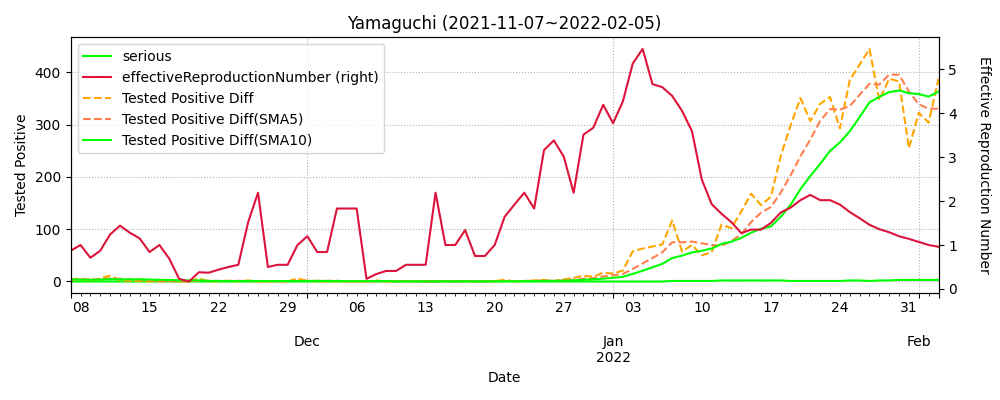 Yamaguchi (2021-11-07~2022-02-05)
serious
effectiveReproductionNumber (right)
Tested Positive Diff
Tested Positive Diff(SMA5)
Tested Positive Diff(SMA10)
Tested Positive
400
300
200
100
0
5
4
3
2
1
0
Effective Reproduction Number
08 15 22 29 06 13 20 27 03 10 17 24 31
Dec Jan Feb
2022
Date